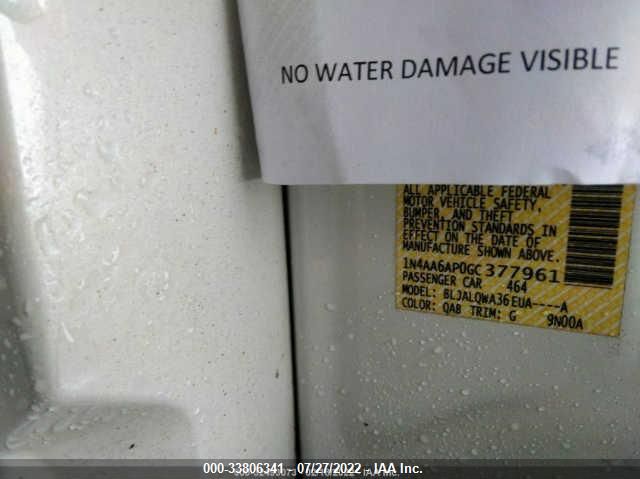 NO WATER DAMAGE VISIBLE
ALL APPLICABLE FEDERAL
MOTOR VEHICLE SAFETY,
BUMPER, AND THEFT
PREVENTION STANDARDS IN
EFFECT ON THE DATE OF
MANUFACTURE SHOWN ABOVE.
1N4AA6AP0GC377961
PASSENGER CAR 464
MODEL: BLJALQWA36EUA----A
COLOR: QAB TRIM: G 9N00A
000-33806341 - 07/27/2022 - IAA Inc.